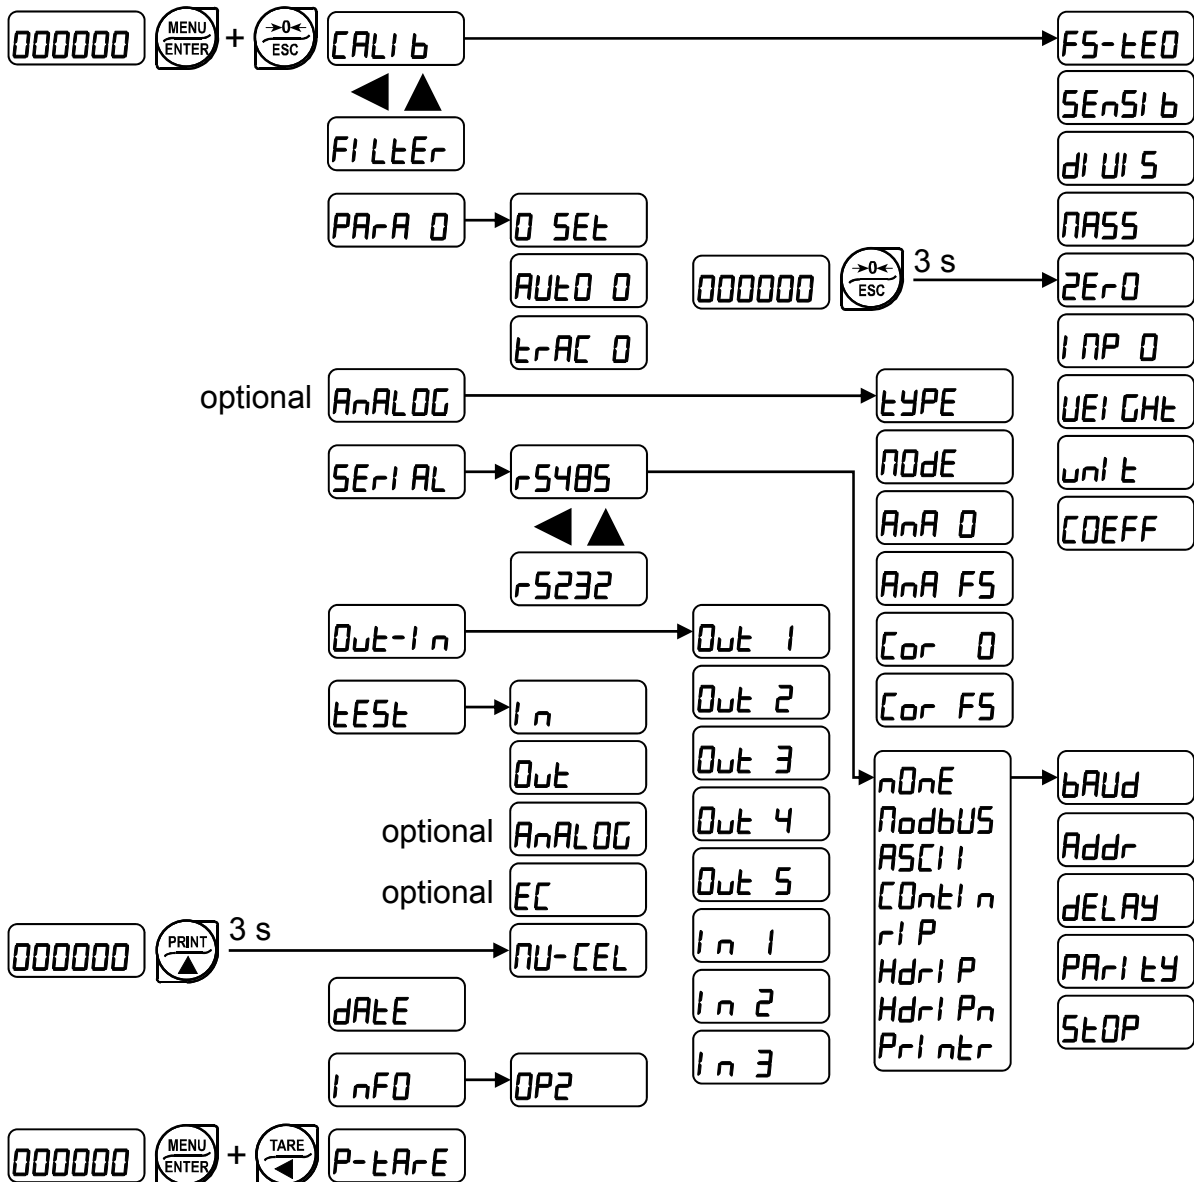 000000 MENU ENTER + →0← ESC CALIb FS-tEO
SEnSIb
FILtEr
dIVIS
PArA 0 0 SEt MASS
AUtO 0 000000 →0← ESC 3 s ZErO
trAC 0 INP 0
optional AnALOG tYPE WEIGHt
SErIAL rS485 MOdE unIt
AnA 0 COEFF
rS232 AnA FS
Out-In Out 1 Cor 0
tESt In Out 2 Cor FS
Out Out 3 nOnE bAUd
ModbUS
optional AnALOG Out 4 ASCII Addr
optional EC Out 5 COntIn dELAY
000000 PRINT 3 s MV-CEL In 1 rIP PArItY
HdrIP
dAtE In 2 HdrIPn StOP
In 3 PrIntr
InFO OP2
000000 MENU ENTER + TARE P-tArE